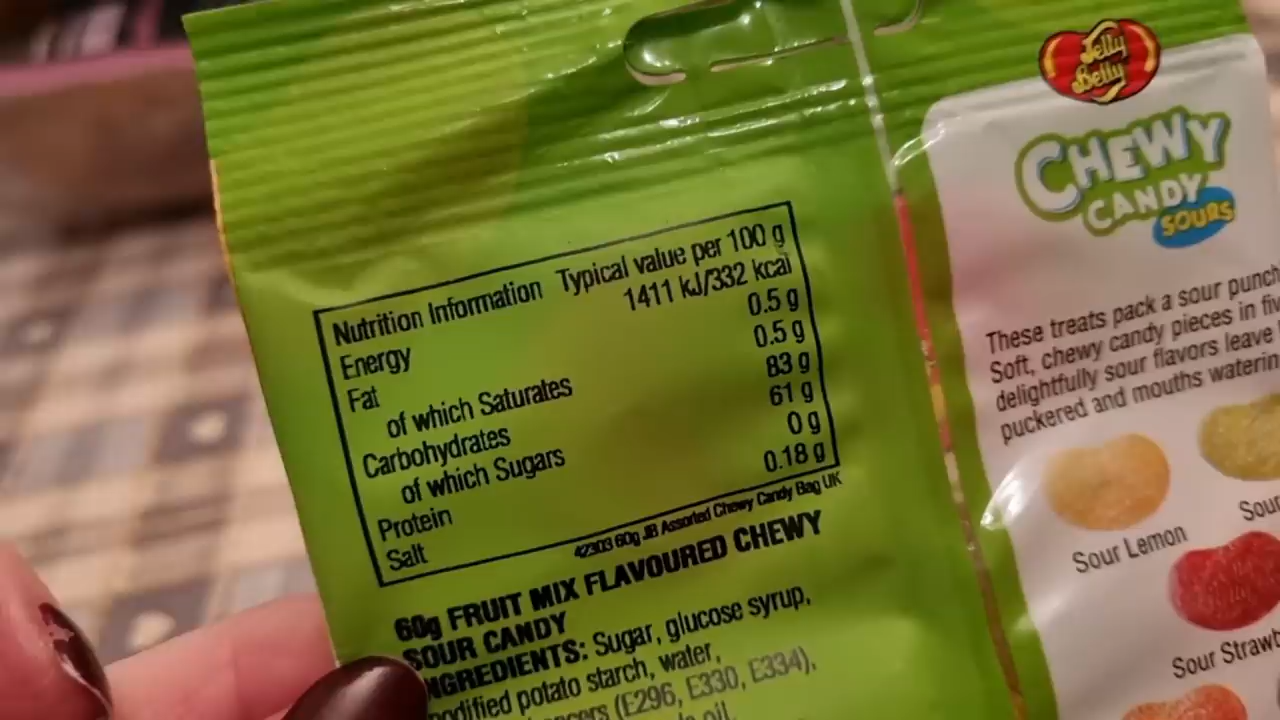 Nutrition Information Typical value per 100 g
Energy 1411 kJ/332 kcal
Fat 0.5 g
of which Saturates 0.5 g
Carbohydrates 83 g
of which Sugars 61 g
Protein 0 g
Salt 0.18 g
42303 60g JB Assorted Chewy Candy Bag UK
60g FRUIT MIX FLAVOURED CHEWY
SOUR CANDY
INGREDIENTS: Sugar, glucose syrup,
modified potato starch, water,
(E296, E330, E334),
oil,
Jelly
Belly
CHEWY
CANDY
SOURS
These treats pack a sour punch
Soft, chewy candy pieces in
delightfully sour flavors leave
puckered and mouths waterin
Sour Lemon
Sour
Sour Strawb